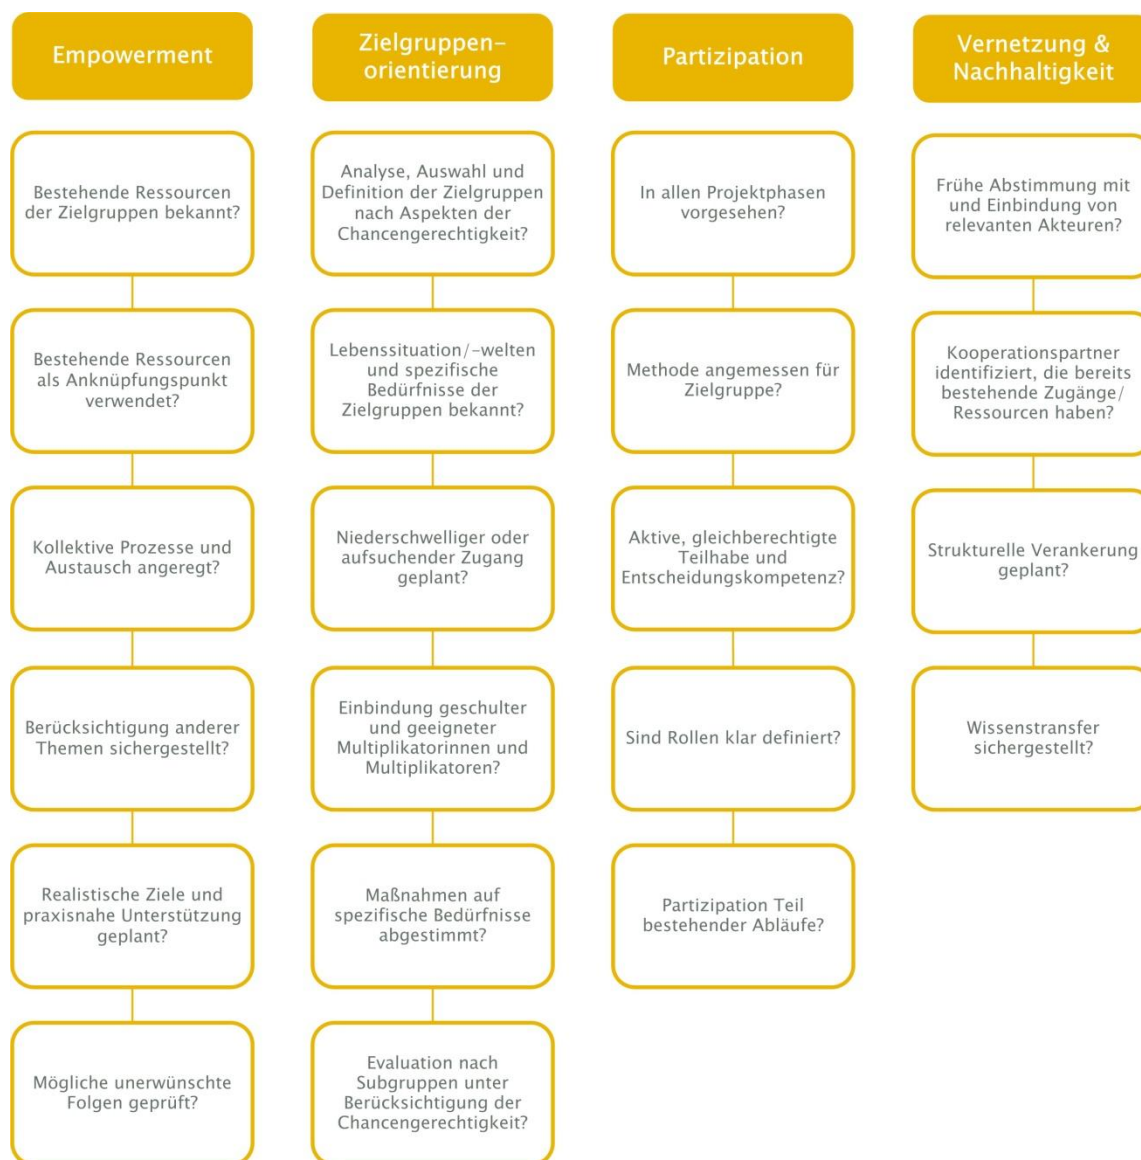 Empowerment
Bestehende Ressourcen
der Zielgruppen bekannt?
Bestehende Ressourcen
als Anknüpfungspunkt
verwendet?
Kollektive Prozesse und
Austausch angeregt?
Berücksichtigung anderer
Themen sichergestellt?
Realistische Ziele und
praxisnahe Unterstützung
geplant?
Mögliche unerwünschte
Folgen geprüft?
Zielgruppen-
orientierung
Analyse, Auswahl und
Definition der Zielgruppen
nach Aspekten der
Chancengerechtigkeit?
Lebenssituation/-welten
und spezifische
Bedürfnisse der
Zielgruppen bekannt?
Niederschwelliger oder
aufsuchender Zugang
geplant?
Einbindung geschulter
und geeigneter
Multiplikatorinnen und
Multiplikatoren?
Maßnahmen auf
spezifische Bedürfnisse
abgestimmt?
Evaluation nach
Subgruppen unter
Berücksichtigung der
Chancengerechtigkeit?
Partizipation
In allen Projektphasen
vorgesehen?
Methode angemessen für
Zielgruppe?
Aktive, gleichberechtigte
Teilhabe und
Entscheidungskompetenz?
Sind Rollen klar definiert?
Partizipation Teil
bestehender Abläufe?
Vernetzung &
Nachhaltigkeit
Frühe Abstimmung mit
und Einbindung von
relevanten Akteuren?
Kooperationspartner
identifiziert, die bereits
bestehende Zugänge/
Ressourcen haben?
Strukturelle Verankerung
geplant?
Wissenstransfer
sichergestellt?